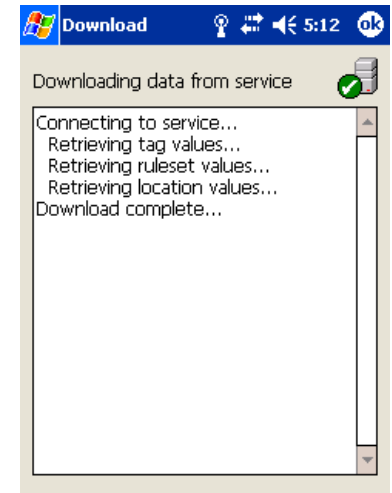 Download 5:12 ok
Downloading data from service
Connecting to service...
Retrieving tag values...
Retrieving ruleset values...
Retrieving location values...
Download complete...